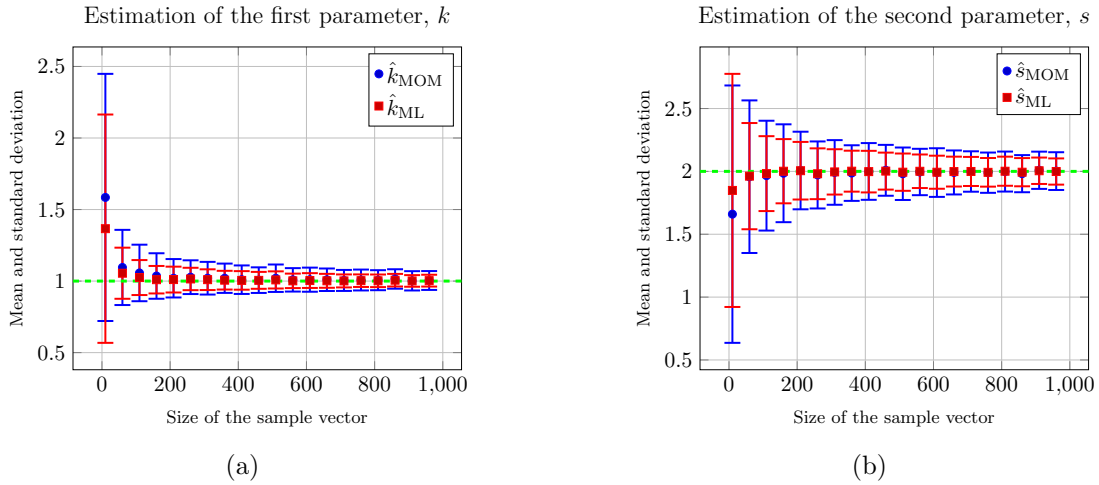 Estimation of the first parameter, k
2.5
2
1.5
1
0.5
Mean and standard deviation
k̂MOM
k̂ML
0 200 400 600 800 1,000
Size of the sample vector
(a)
Estimation of the second parameter, s
2.5
2
1.5
1
0.5
Mean and standard deviation
ŝMOM
ŝML
0 200 400 600 800 1,000
Size of the sample vector
(b)